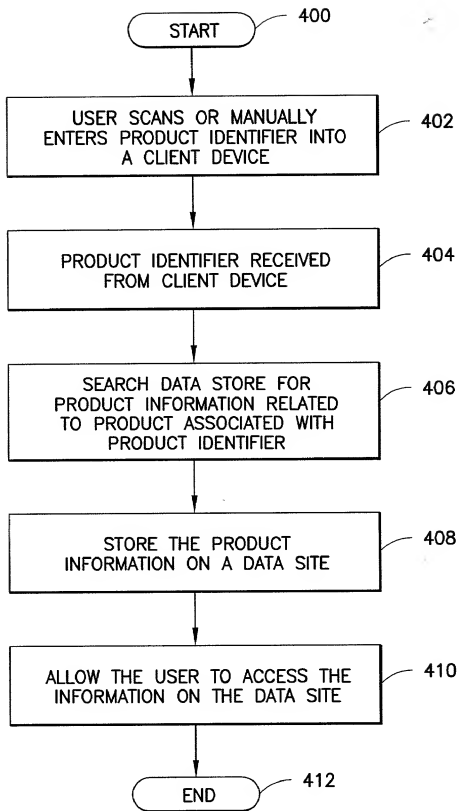 START
400
USER SCANS OR MANUALLY
ENTERS PRODUCT IDENTIFIER INTO
A CLIENT DEVICE
402
PRODUCT IDENTIFIER RECEIVED
FROM CLIENT DEVICE
404
SEARCH DATA STORE FOR
PRODUCT INFORMATION RELATED
TO PRODUCT ASSOCIATED WITH
PRODUCT IDENTIFIER
406
STORE THE PRODUCT
INFORMATION ON A DATA SITE
408
ALLOW THE USER TO ACCESS THE
INFORMATION ON THE DATA SITE
410
END
412